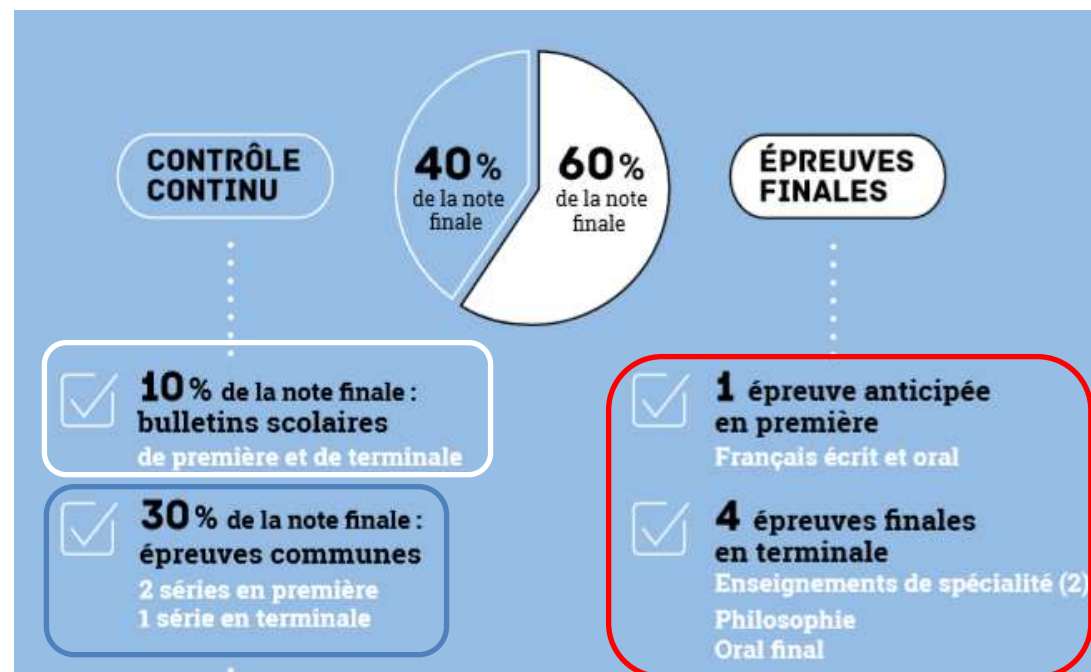 CONTRÔLE
CONTINU
40%
de la note
finale
60%
de la note
finale
ÉPREUVES
FINALES
10% de la note finale :
bulletins scolaires
de première et de terminale
30% de la note finale :
épreuves communes
2 séries en première
1 série en terminale
1 épreuve anticipée
en première
Français écrit et oral
4 épreuves finales
en terminale
Enseignements de spécialité (2)
Philosophie
Oral final